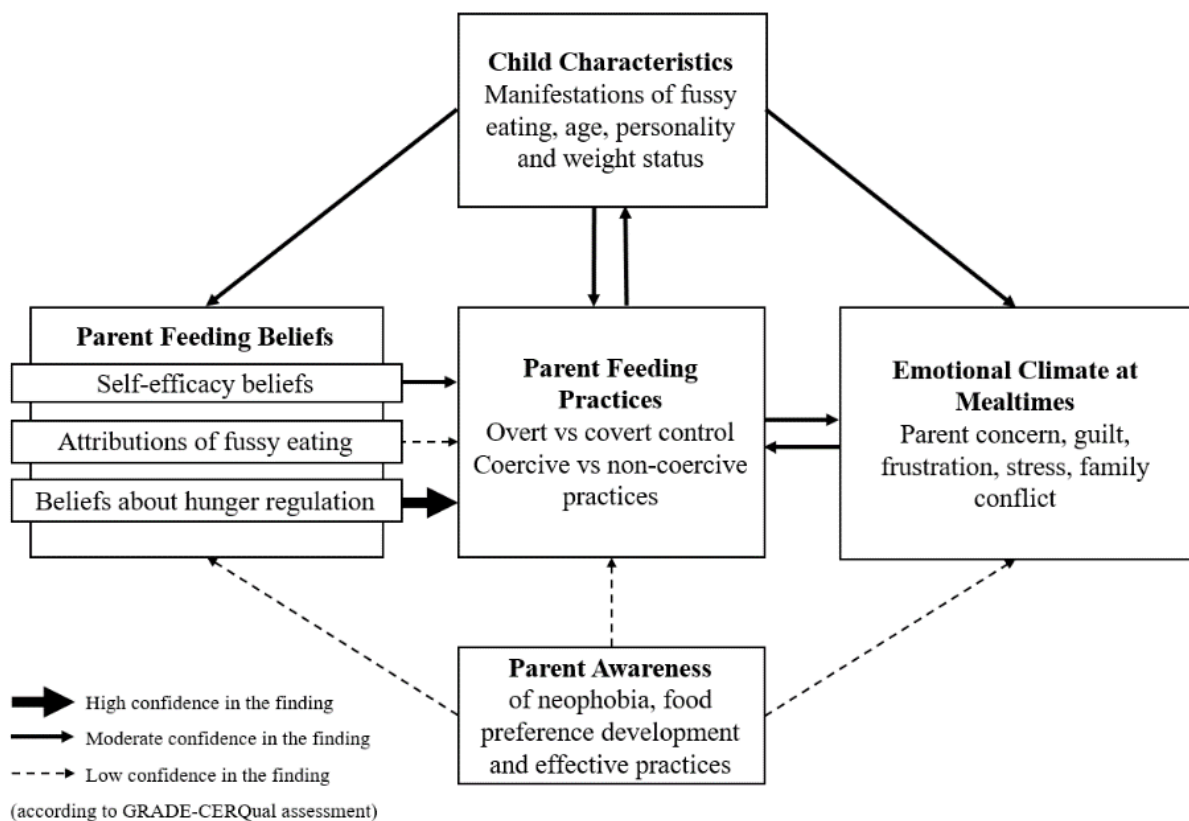 Child Characteristics
Manifestations of fussy
eating, age, personality
and weight status
Parent Feeding Beliefs
Self-efficacy beliefs
Attributions of fussy eating
Beliefs about hunger regulation
Parent Feeding
Practices
Overt vs covert control
Coercive vs non-coercive
practices
Emotional Climate at
Mealtimes
Parent concern, guilt,
frustration, stress, family
conflict
Parent Awareness
of neophobia, food
preference development
and effective practices
High confidence in the finding
Moderate confidence in the finding
Low confidence in the finding
(according to GRADE-CERQual assessment)